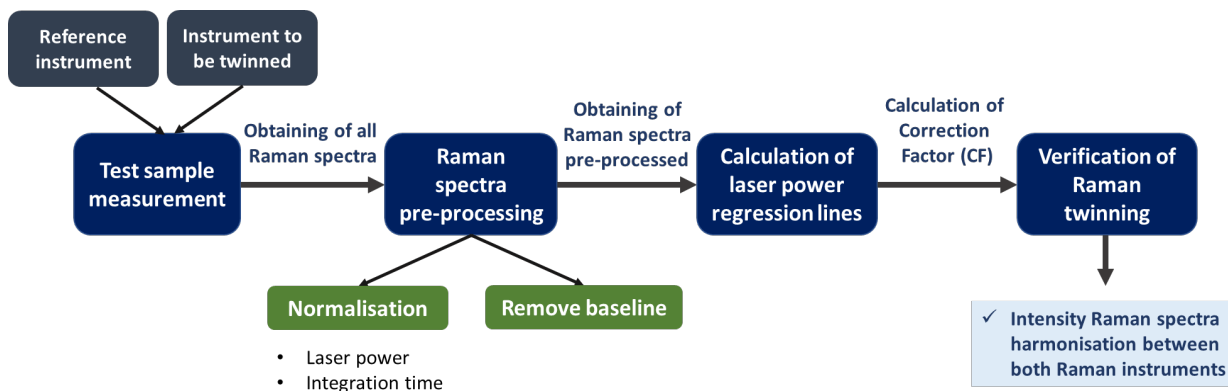 Reference
instrument
Instrument to
be twinned
Test sample
measurement
Obtaining of all
Raman spectra
Raman
spectra
pre-processing
Obtaining of
Raman spectra
pre-processed
Calculation of
laser power
regression lines
Calculation of
Correction
Factor (CF)
Verification of
Raman
twinning
Normalisation
Remove baseline
• Laser power
• Integration time
✓ Intensity Raman spectra
harmonisation between
both Raman instruments